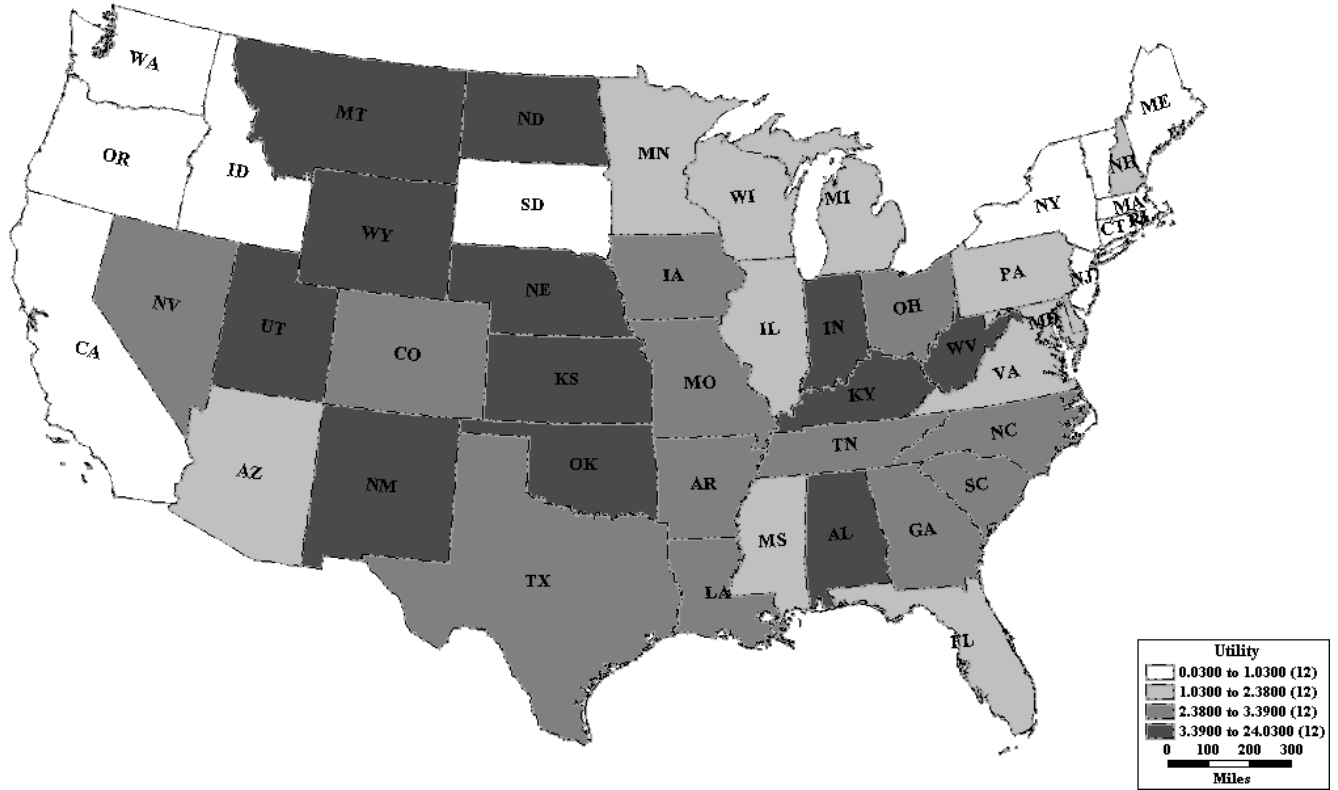 WA
MT
ND
ME
OR
ID
MN
NH
SD
WI
MI
NY
MA
CT RI
WY
NV
UT
NE
IA
PA
NJ
CO
IL
IN
OH
MD
CA
KS
MO
WV
VA
KY
AZ
NM
OK
AR
TN
NC
SC
MS
AL
GA
TX
LA
FL
Utility
0.0300 to 1.0300 (12)
1.0300 to 2.3800 (12)
2.3800 to 3.3900 (12)
3.3900 to 24.0300 (12)
0 100 200 300
Miles